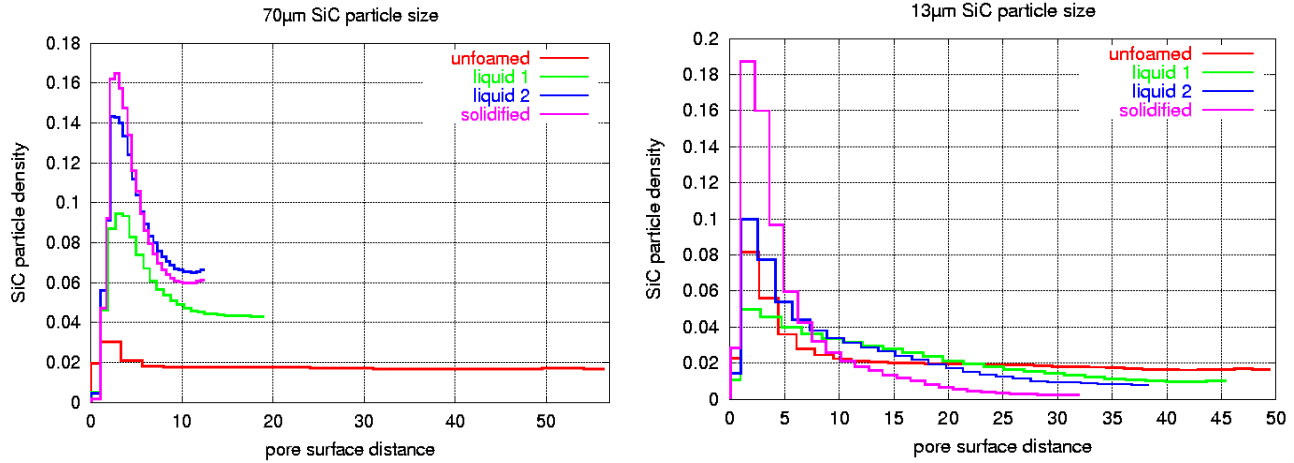 70µm SiC particle size
0.18
0.16
0.14
0.12
0.1
0.08
0.06
0.04
0.02
0
SiC particle density
unfoamed
liquid 1
liquid 2
solidified
0 10 20 30 40 50
pore surface distance
13µm SiC particle size
0.2
0.18
0.16
0.14
0.12
0.1
0.08
0.06
0.04
0.02
0
SiC particle density
unfoamed
liquid 1
liquid 2
solidified
0 5 10 15 20 25 30 35 40 45 50
pore surface distance